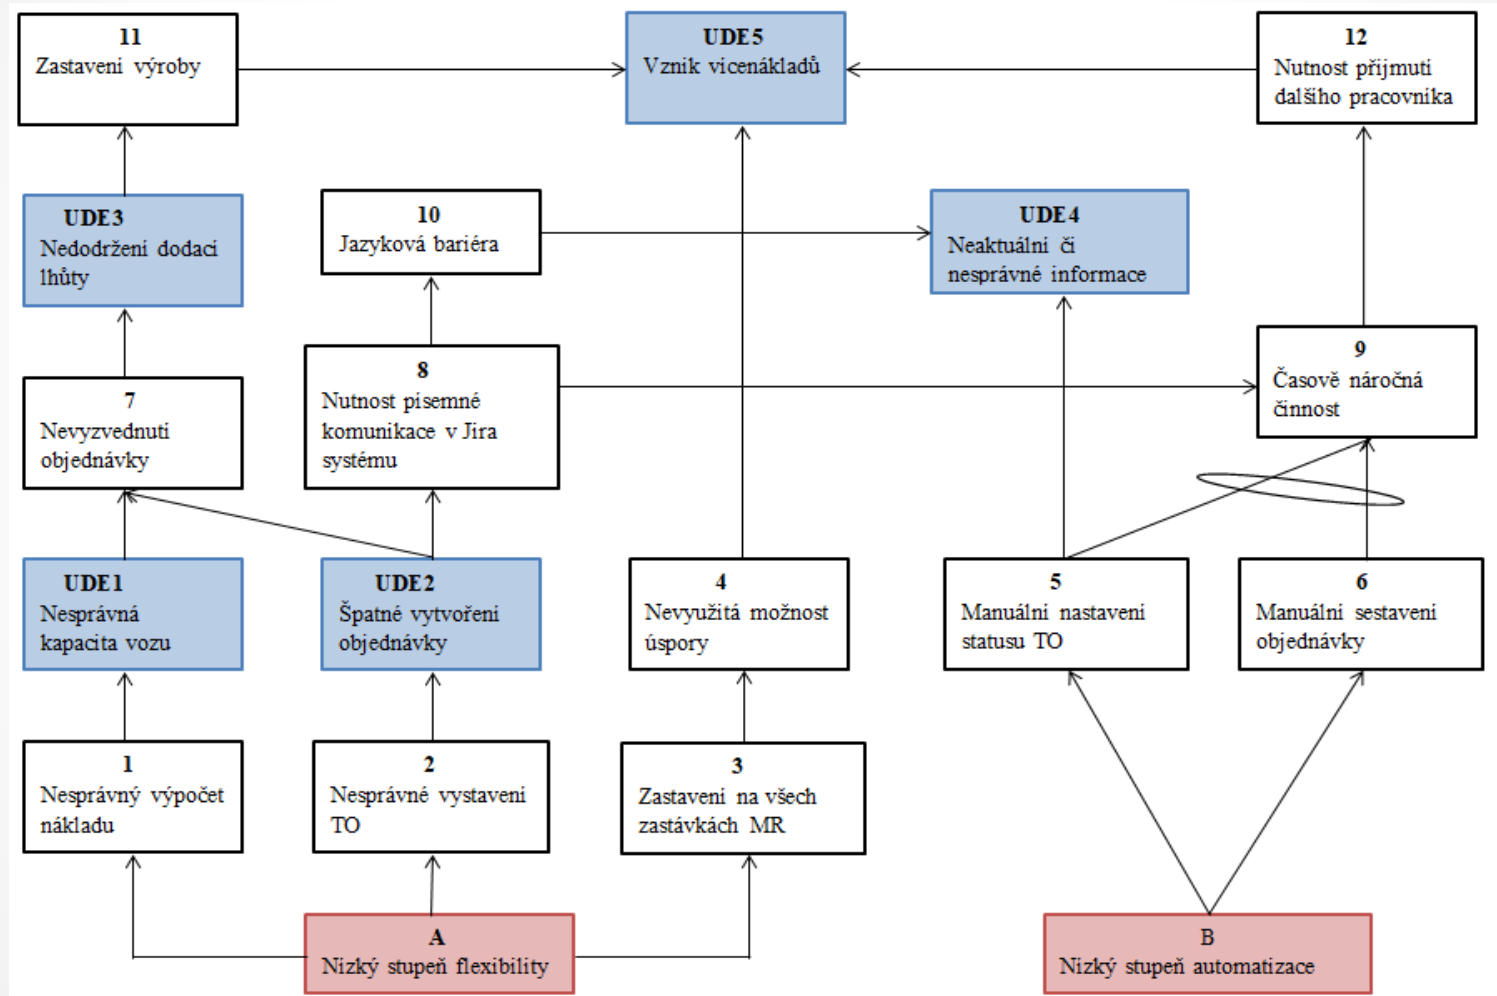 11
Zastavení výroby
UDE5
Vznik vícenákladů
12
Nutnost přijmutí
dalšího pracovníka
UDE3
Nedodržení dodací
lhůty
10
Jazyková bariéra
UDE4
Neaktuální či
nesprávné informace
7
Nevyzvednutí
objednávky
8
Nutnost písemné
komunikace v Jira
systému
9
Časově náročná
činnost
UDE1
Nesprávná
kapacita vozu
UDE2
Špatné vytvoření
objednávky
4
Nevyužitá možnost
úspory
5
Manuální nastavení
statusu TO
6
Manuální sestavení
objednávky
1
Nesprávný výpočet
nákladu
2
Nesprávné vystavení
TO
3
Zastavení na všech
zastávkách MR
A
Nízký stupeň flexibility
B
Nízký stupeň automatizace